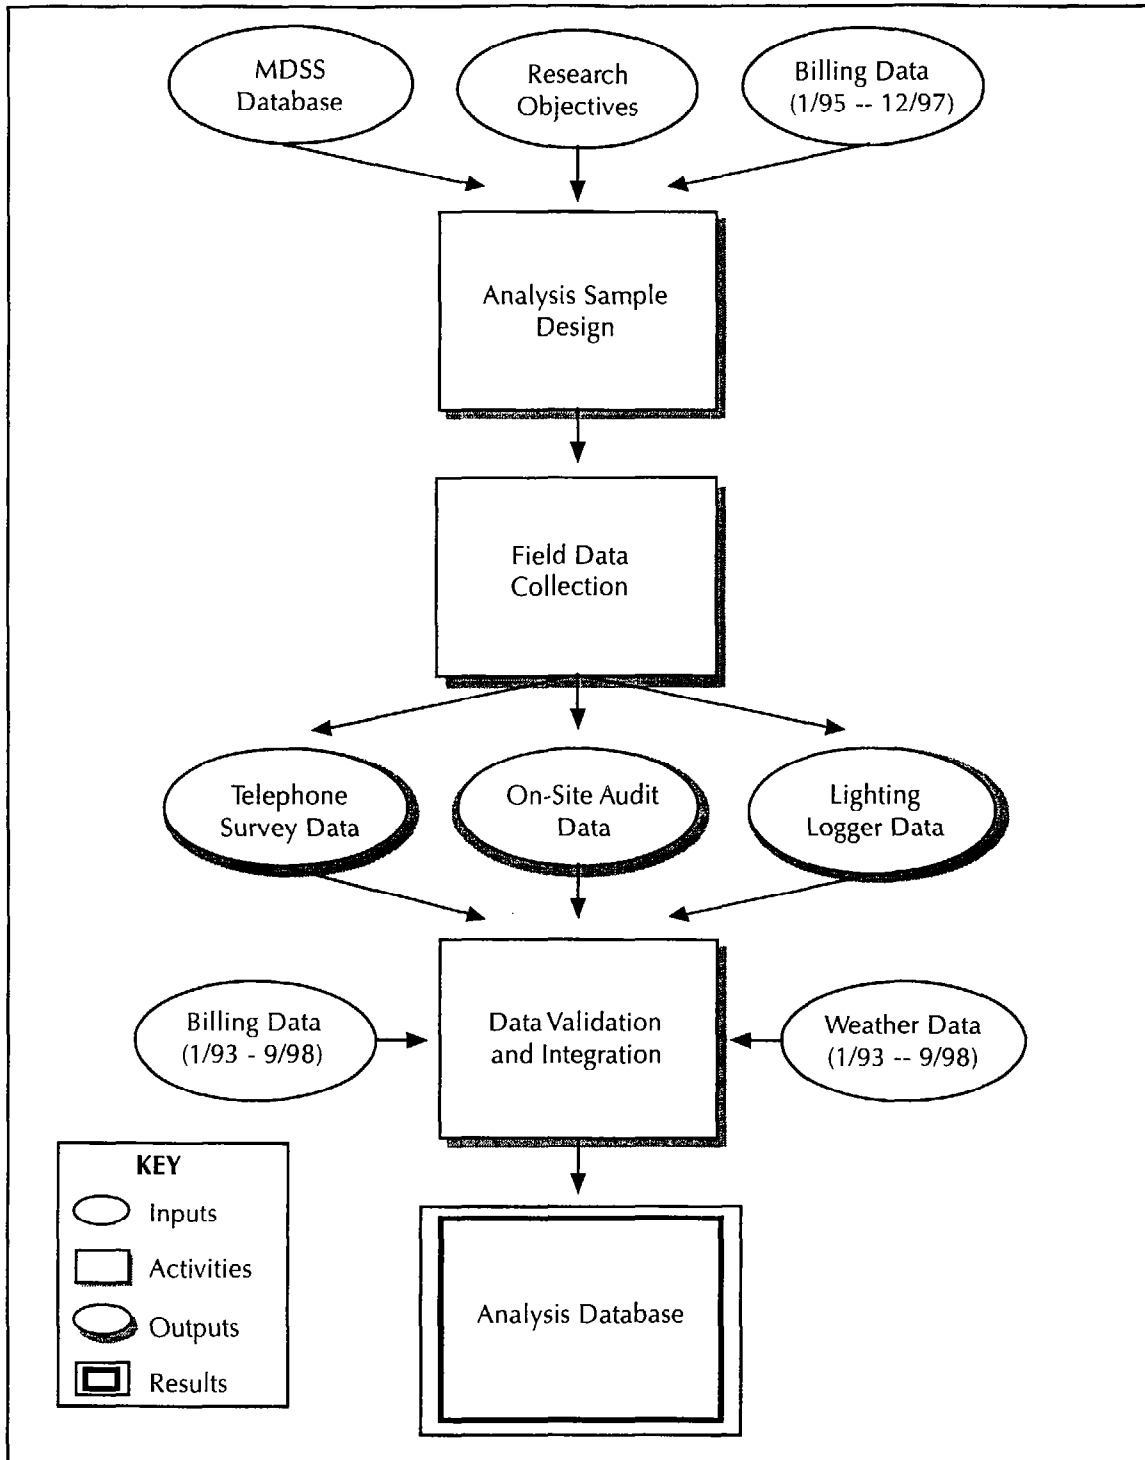 MDSS
Database
Research
Objectives
Billing Data
(1/95 -- 12/97)
Analysis Sample
Design
Field Data
Collection
Telephone
Survey Data
On-Site Audit
Data
Lighting
Logger Data
Billing Data
(1/93 - 9/98)
Data Validation
and Integration
Weather Data
(1/93 -- 9/98)
KEY
Inputs
Activities
Outputs
Results
Analysis Database